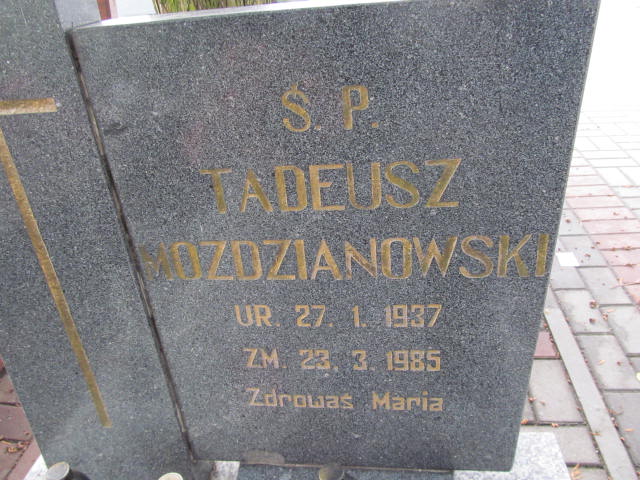 Ś. P.
TADEUSZ
MOZDZIANOWSKI
UR. 27. 1. 1937
ZM. 23. 3. 1985
Zdrowaś Maria